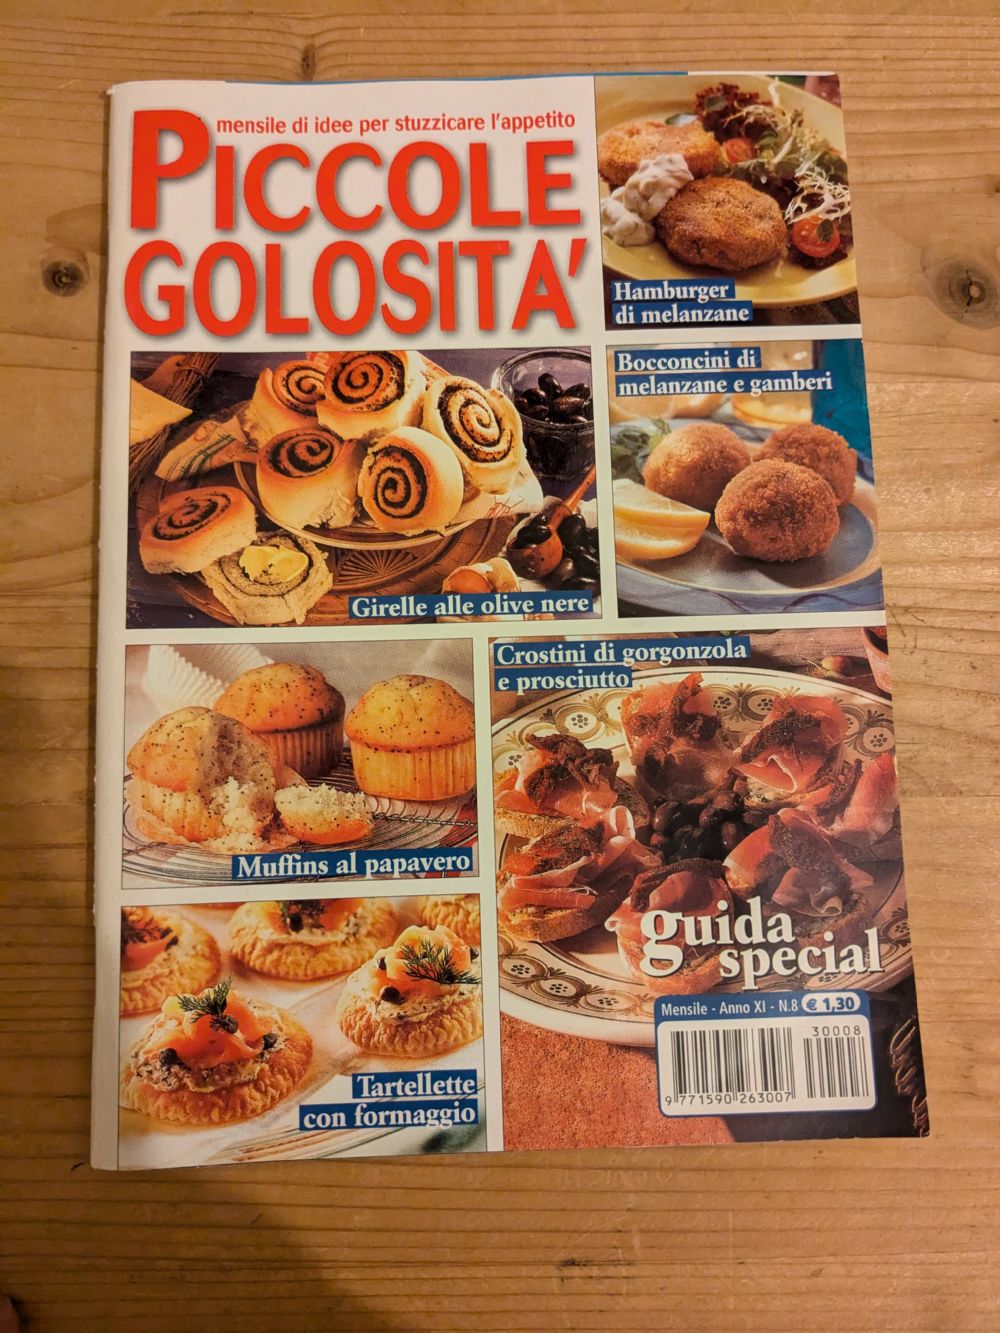 mensile di idee per stuzzicare l'appetito
PICCOLE
GOLOSITA'
Hamburger
di melanzane
Bocconcini di
melanzane e gamberi
Girelle alle olive nere
Crostini di gorgonzola
e prosciutto
Muffins al papavero
Tartellette
con formaggio
guida
special
Mensile - Anno XI - N.8 € 1,30
30008
9 771590 263007